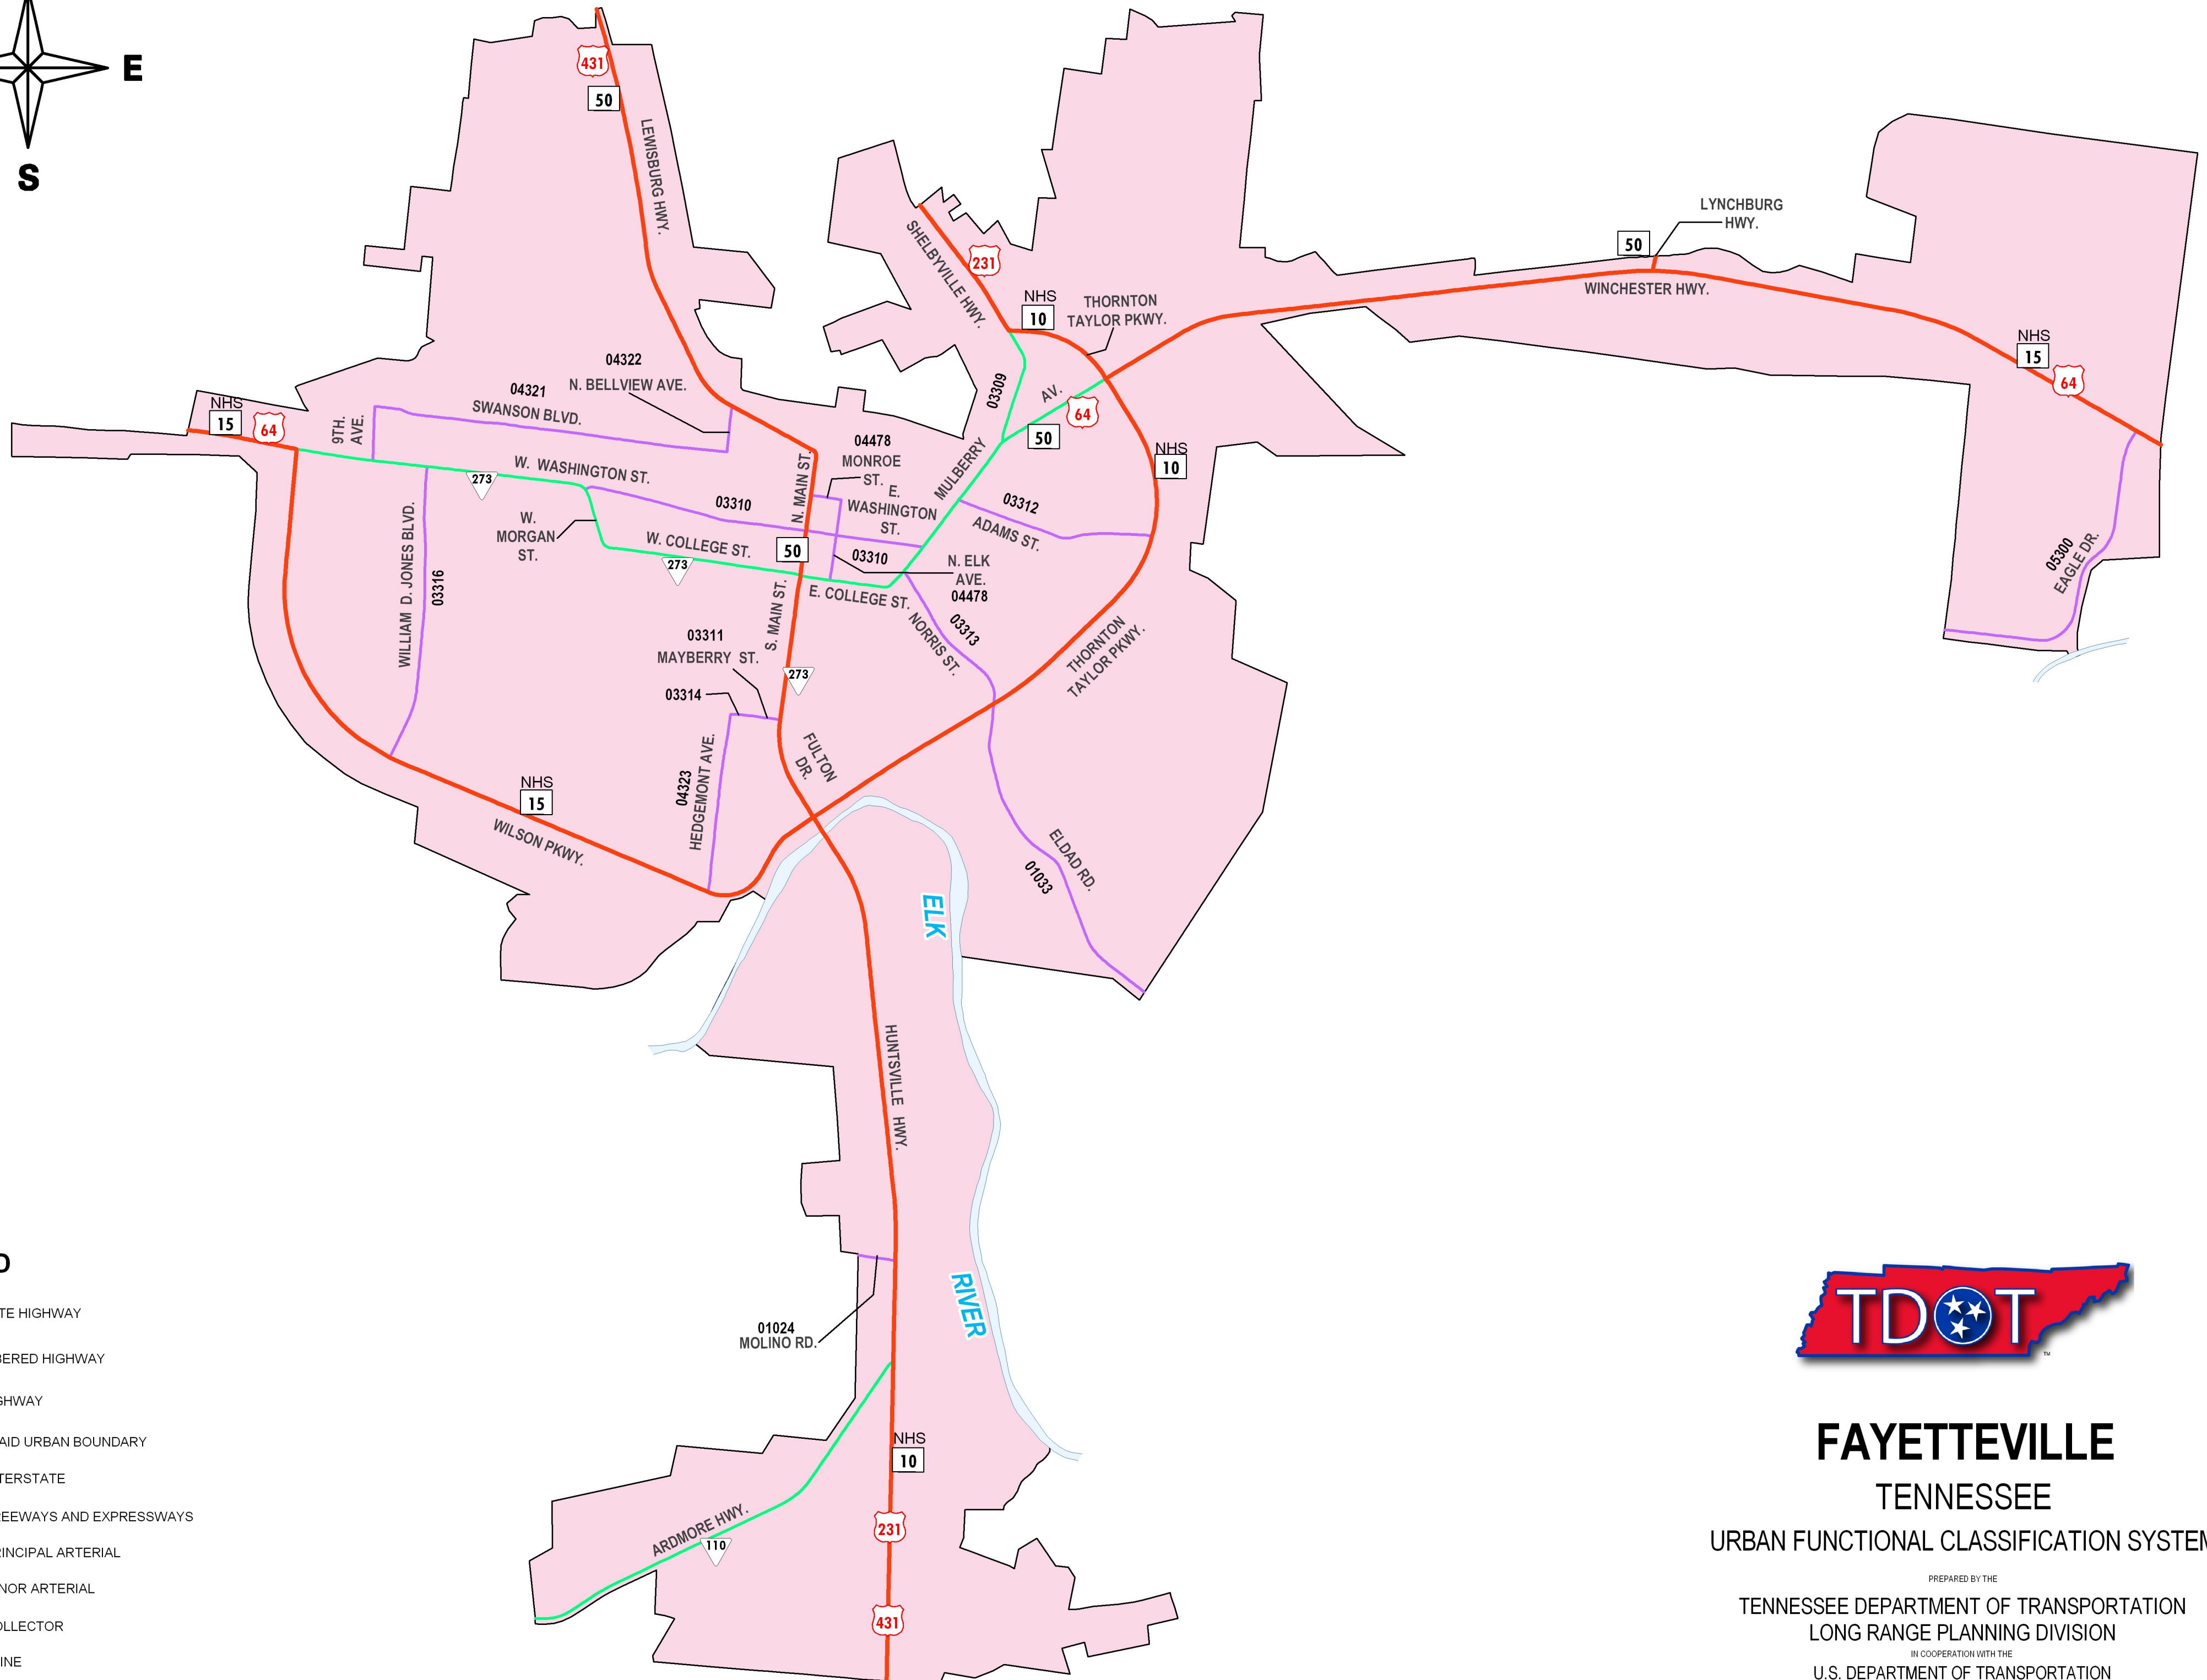 E
S
431
50
LEWISBURG HWY.
SHELBYVILLE HWY.
231
NHS
10
THORNTON
TAYLOR PKWY.
LYNCHBURG
HWY.
50
WINCHESTER HWY.
NHS
15
64
NHS
15
64
9TH.
AVE.
04321
SWANSON BLVD.
04322
N. BELLVIEW AVE.
03309
AV.
64
50
MULBERRY
NHS
10
W. WASHINGTON ST.
273
03310
N. MAIN ST.
04478
MONROE
ST.
E.
WASHINGTON
ST.
03312
ADAMS ST.
W.
MORGAN
ST.
W. COLLEGE ST.
273
50
03310
N. ELK
AVE.
04478
E. COLLEGE ST.
WILLIAM D. JONES BLVD.
03316
S. MAIN ST.
03313
NORRIS ST.
THORNTON
TAYLOR PKWY.
05300
EAGLE DR.
03311
MAYBERRY ST.
03314
273
FULTON
DR.
04323
HEDGEMONT AVE.
NHS
15
WILSON PKWY.
ELDAD RD.
01033
ELK
RIVER
HUNTSVILLE HWY.
01024
MOLINO RD.
NHS
10
231
431
ARDMORE HWY.
110
D
TE HIGHWAY
BERED HIGHWAY
GHWAY
AID URBAN BOUNDARY
TERSTATE
REEWAYS AND EXPRESSWAYS
RINCIPAL ARTERIAL
NOR ARTERIAL
OLLECTOR
INE
TDOT
TM
FAYETTEVILLE
TENNESSEE
URBAN FUNCTIONAL CLASSIFICATION SYSTEM
PREPARED BY THE
TENNESSEE DEPARTMENT OF TRANSPORTATION
LONG RANGE PLANNING DIVISION
IN COOPERATION WITH THE
U.S. DEPARTMENT OF TRANSPORTATION